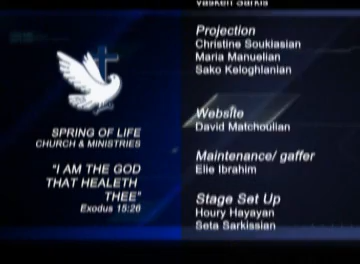 Vasken Sarkis
Projection
Christine Soukiasian
Maria Manuelian
Sako Keloghlanian
Website
David Matchoulian
Maintenance/ gaffer
Elie Ibrahim
Stage Set Up
Houry Hayayan
Seta Sarkissian
SPRING OF LIFE
CHURCH & MINISTRIES
"I AM THE GOD
THAT HEALETH
THEE"
Exodus 15:26